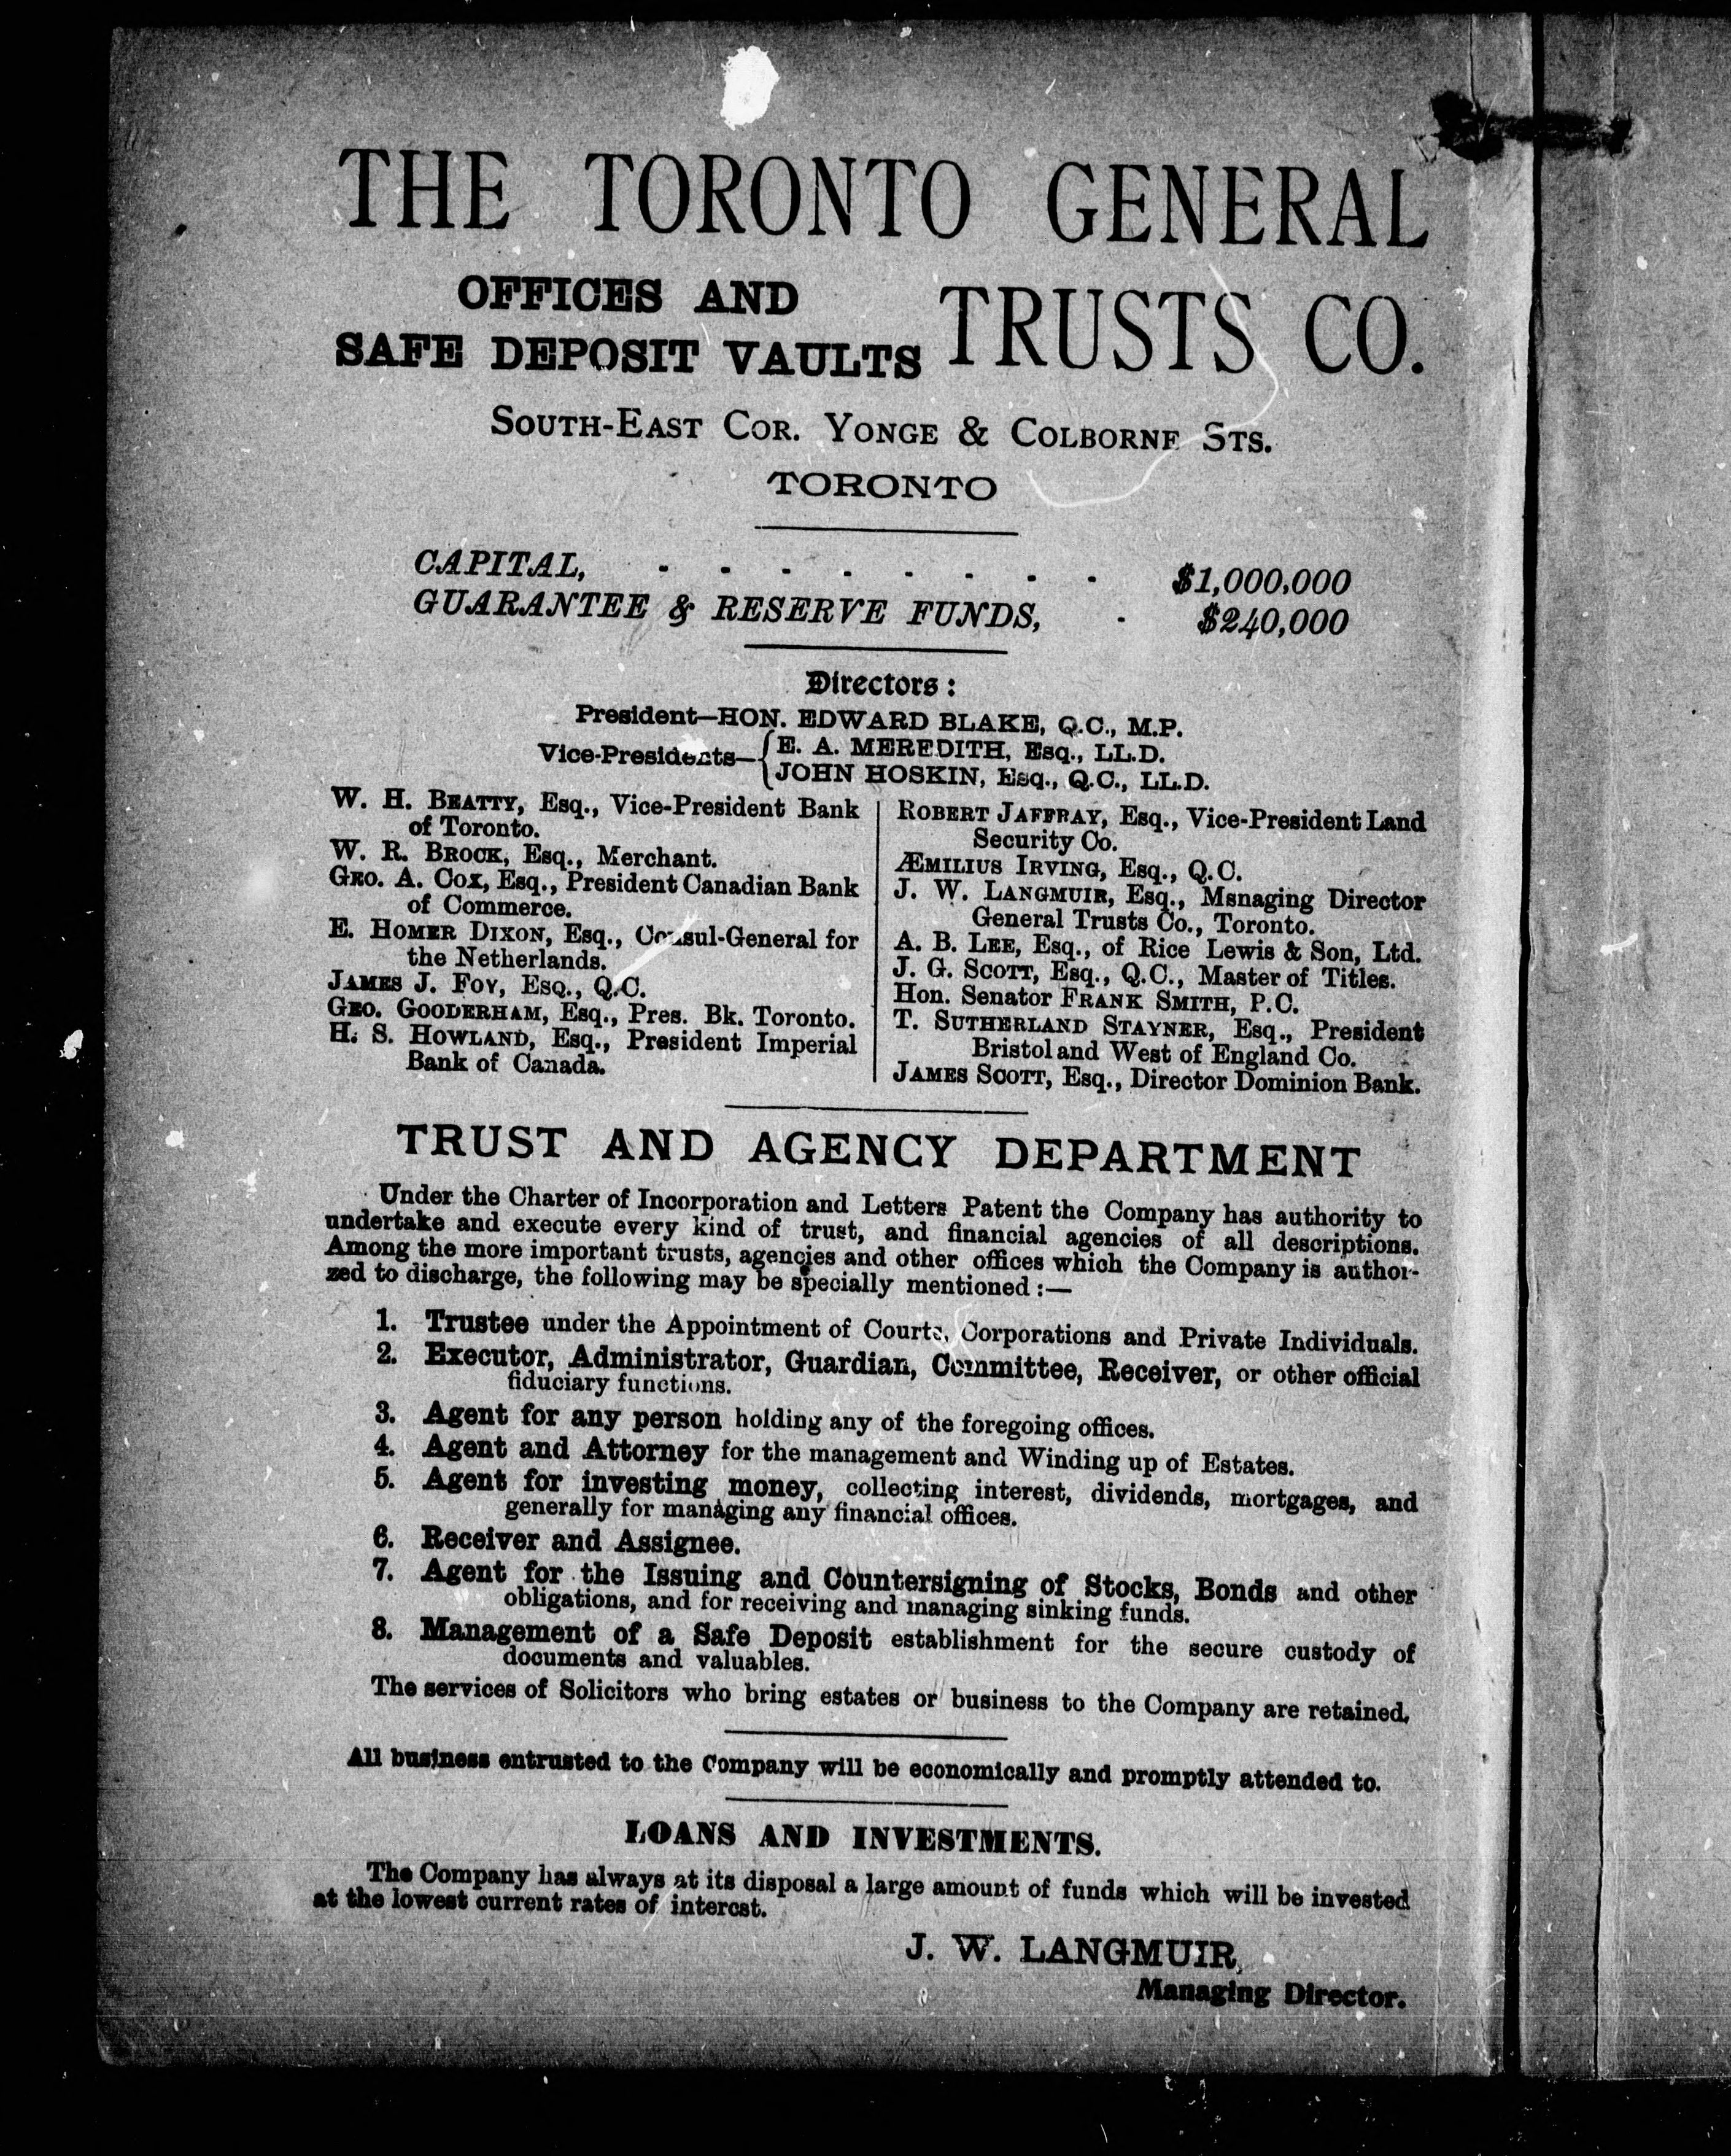 THE TORONTO GENERAL
OFFICES AND
SAFE DEPOSIT VAULTS
TRUSTS CO.
SOUTH-EAST COR. YONGE & COLBORNE STS.
TORONTO
CAPITAL, - - - - - - - - $1,000,000
GUARANTEE & RESERVE FUNDS, - $240,000
Directors:
President—HON. EDWARD BLAKE, Q.C., M.P.
Vice-Presidents—{E. A. MEREDITH, Esq., LL.D.
JOHN HOSKIN, Esq., Q.C., LL.D.
W. H. BEATTY, Esq., Vice-President Bank
of Toronto.
W. R. BROCK, Esq., Merchant.
GEO. A. COX, Esq., President Canadian Bank
of Commerce.
E. HOMER DIXON, Esq., Consul-General for
the Netherlands.
JAMES J. FOY, ESQ., Q.C.
GEO. GOODERHAM, Esq., Pres. Bk. Toronto.
H. S. HOWLAND, Esq., President Imperial
Bank of Canada.
ROBERT JAFFRAY, Esq., Vice-President Land
Security Co.
ÆMILIUS IRVING, Esq., Q.C.
J. W. LANGMUIR, Esq., Msnaging Director
General Trusts Co., Toronto.
A. B. LEE, Esq., of Rice Lewis & Son, Ltd.
J. G. SCOTT, Esq., Q.C., Master of Titles.
Hon. Senator FRANK SMITH, P.C.
T. SUTHERLAND STAYNER, Esq., President
Bristol and West of England Co.
JAMES SCOTT, Esq., Director Dominion Bank.
TRUST AND AGENCY DEPARTMENT
Under the Charter of Incorporation and Letters Patent the Company has authority to
undertake and execute every kind of trust, and financial agencies of all descriptions.
Among the more important trusts, agencies and other offices which the Company is author-
zed to discharge, the following may be specially mentioned:—
1. Trustee under the Appointment of Courts, Corporations and Private Individuals.
2. Executor, Administrator, Guardian, Committee, Receiver, or other official
fiduciary functions.
3. Agent for any person holding any of the foregoing offices.
4. Agent and Attorney for the management and Winding up of Estates.
5. Agent for investing money, collecting interest, dividends, mortgages, and
generally for managing any financial offices.
6. Receiver and Assignee.
7. Agent for the Issuing and Countersigning of Stocks, Bonds and other
obligations, and for receiving and managing sinking funds.
8. Management of a Safe Deposit establishment for the secure custody of
documents and valuables.
The services of Solicitors who bring estates or business to the Company are retained.
All business entrusted to the Company will be economically and promptly attended to.
LOANS AND INVESTMENTS.
The Company has always at its disposal a large amount of funds which will be invested
at the lowest current rates of interest.
J. W. LANGMUIR,
Managing Director.